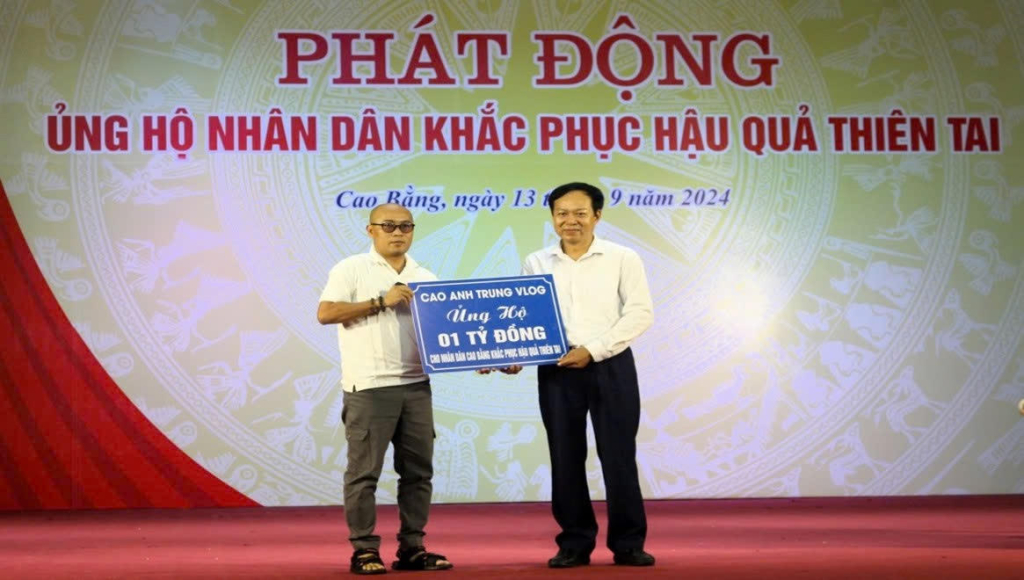 PHÁT ĐỘNG
ỦNG HỘ NHÂN DÂN KHẮC PHỤC HẬU QUẢ THIÊN TAI
Cao Bằng, ngày 13 9 năm 2024
CAO ANH TRUNG VLOG
Ủng Hộ
01 TỶ ĐỒNG
CHO NHÂN DÂN CAO BẰNG KHẮC PHỤC HẬU QUẢ THIÊN TAI